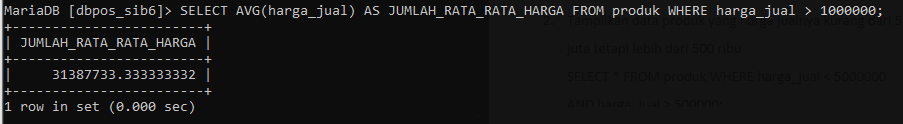 MariaDB [dbpos_sib6]> SELECT AVG(harga_jual) AS JUMLAH_RATA_RATA_HARGA FROM produk WHERE harga_jual > 1000000;
+------------------------+
| JUMLAH_RATA_RATA_HARGA |
+------------------------+
|     31387733.333333332 |
+------------------------+
1 row in set (0.000 sec)
juta tetapi lebih dari 500 ribu
SELECT * FROM produk WHERE harga_jual < 5000000
AND harga_jual > 500000;